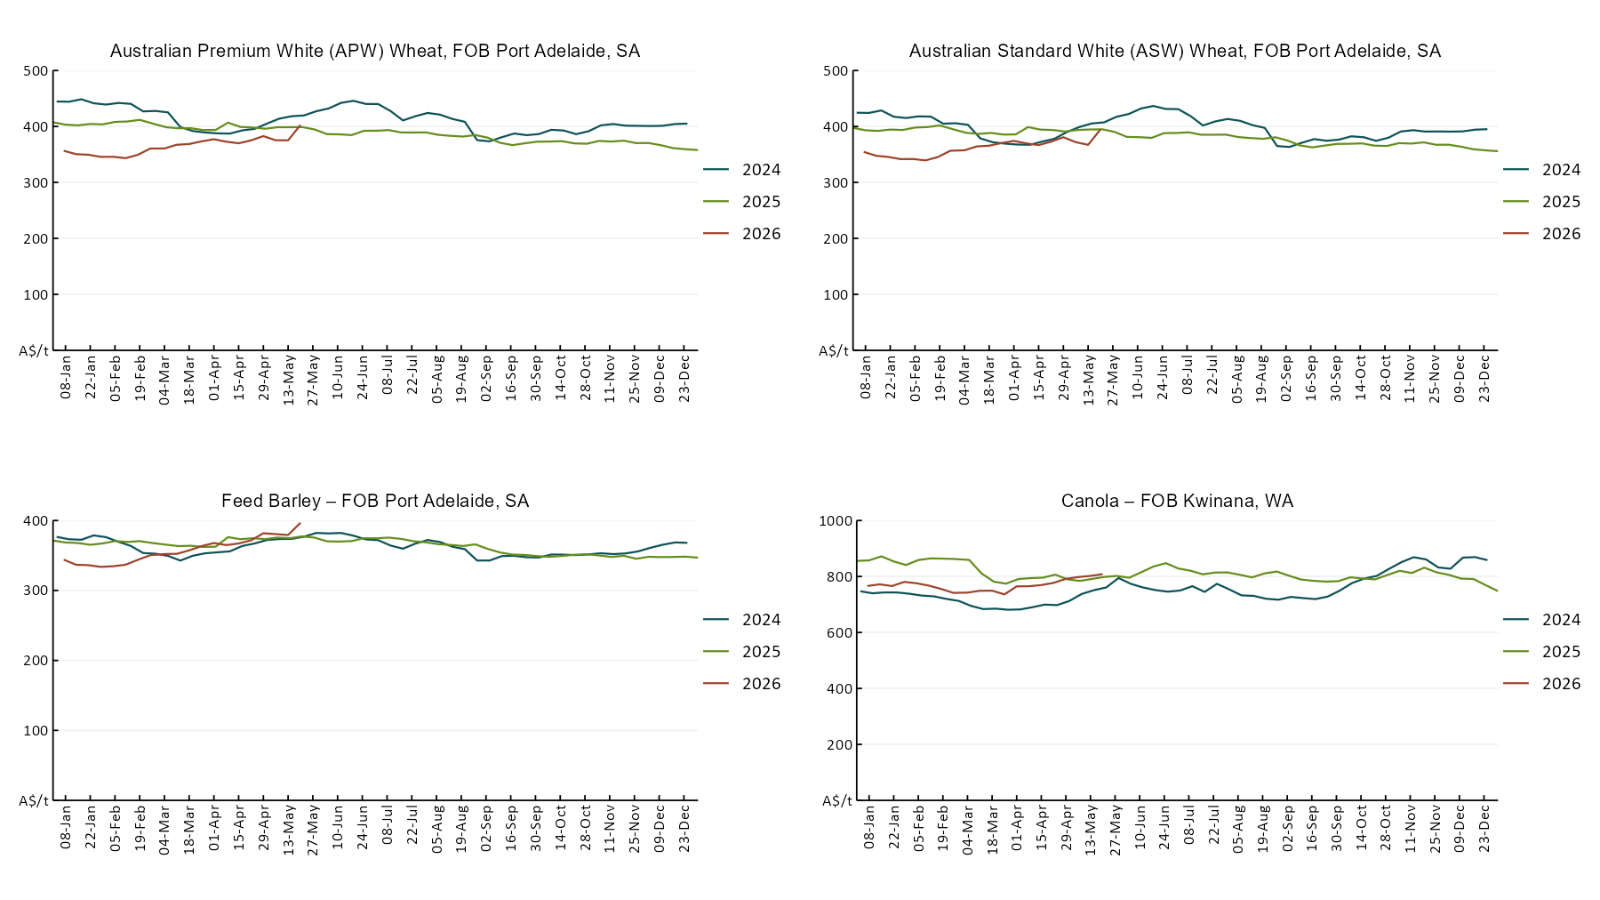 Australian Premium White (APW) Wheat, FOB Port Adelaide, SA
500
400
300
200
100
A$/t
08-Jan
22-Jan
05-Feb
19-Feb
04-Mar
18-Mar
01-Apr
15-Apr
29-Apr
13-May
27-May
10-Jun
24-Jun
08-Jul
22-Jul
05-Aug
19-Aug
02-Sep
16-Sep
30-Sep
14-Oct
28-Oct
11-Nov
25-Nov
09-Dec
23-Dec
2024
2025
2026
Australian Standard White (ASW) Wheat, FOB Port Adelaide, SA
500
400
300
200
100
A$/t
08-Jan
22-Jan
05-Feb
19-Feb
04-Mar
18-Mar
01-Apr
15-Apr
29-Apr
13-May
27-May
10-Jun
24-Jun
08-Jul
22-Jul
05-Aug
19-Aug
02-Sep
16-Sep
30-Sep
14-Oct
28-Oct
11-Nov
25-Nov
09-Dec
23-Dec
2024
2025
2026
Feed Barley – FOB Port Adelaide, SA
400
300
200
100
A$/t
08-Jan
22-Jan
05-Feb
19-Feb
04-Mar
18-Mar
01-Apr
15-Apr
29-Apr
13-May
27-May
10-Jun
24-Jun
08-Jul
22-Jul
05-Aug
19-Aug
02-Sep
16-Sep
30-Sep
14-Oct
28-Oct
11-Nov
25-Nov
09-Dec
23-Dec
2024
2025
2026
Canola – FOB Kwinana, WA
1000
800
600
400
200
A$/t
08-Jan
22-Jan
05-Feb
19-Feb
04-Mar
18-Mar
01-Apr
15-Apr
29-Apr
13-May
27-May
10-Jun
24-Jun
08-Jul
22-Jul
05-Aug
19-Aug
02-Sep
16-Sep
30-Sep
14-Oct
28-Oct
11-Nov
25-Nov
09-Dec
23-Dec
2024
2025
2026